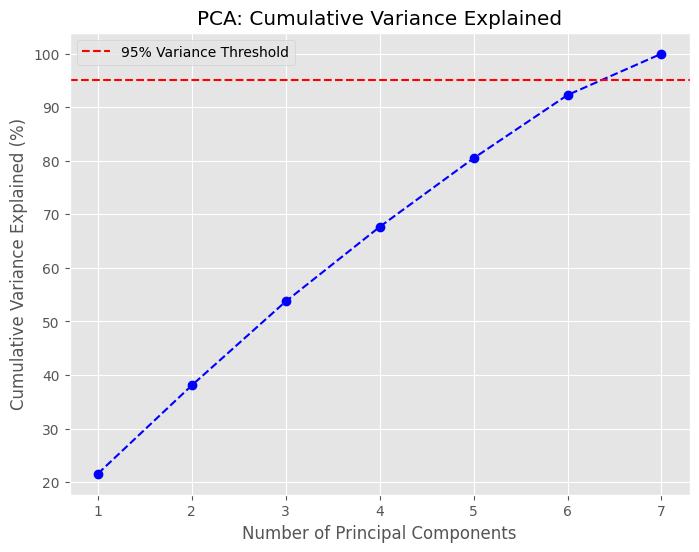 PCA: Cumulative Variance Explained
95% Variance Threshold
Cumulative Variance Explained (%)
100
90
80
70
60
50
40
30
20
1 2 3 4 5 6 7
Number of Principal Components